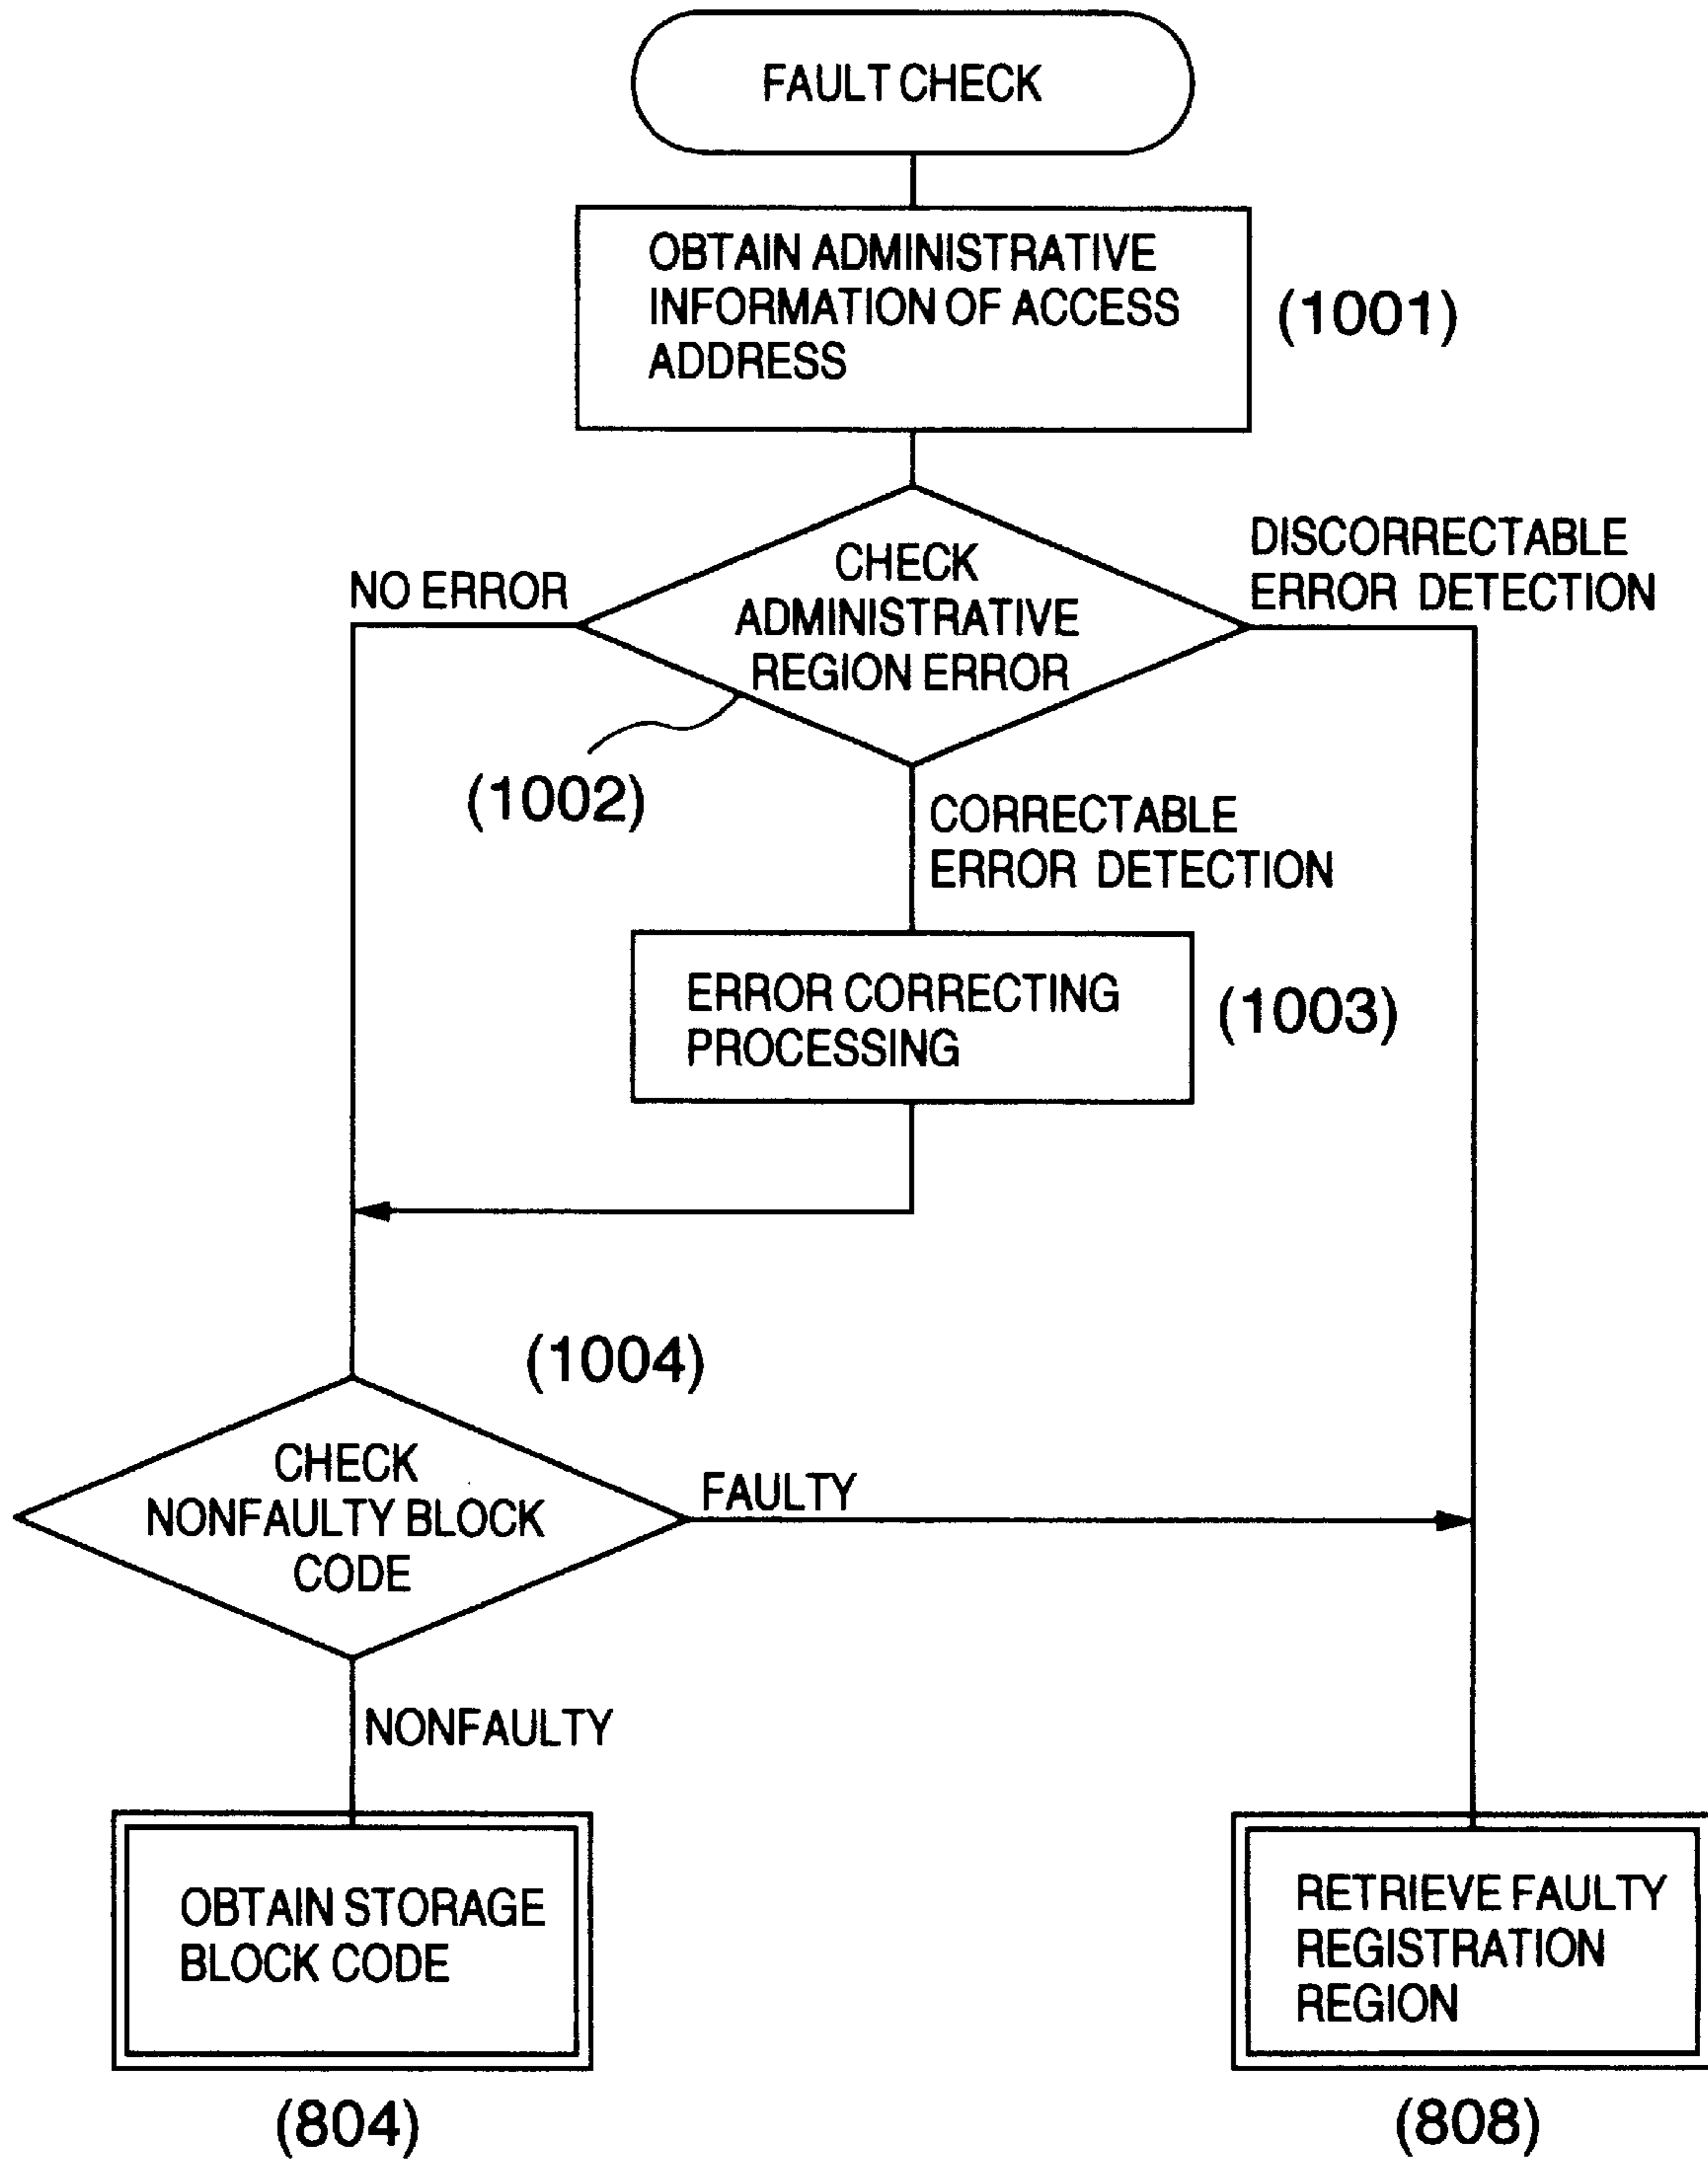 FAULT CHECK
OBTAIN ADMINISTRATIVE
INFORMATION OF ACCESS
ADDRESS
(1001)
CHECK
ADMINISTRATIVE
REGION ERROR
NO ERROR
DISCORRECTABLE
ERROR DETECTION
(1002)
CORRECTABLE
ERROR DETECTION
ERROR CORRECTING
PROCESSING
(1003)
(1004)
CHECK
NONFAULTY BLOCK
CODE
FAULTY
NONFAULTY
OBTAIN STORAGE
BLOCK CODE
(804)
RETRIEVE FAULTY
REGISTRATION
REGION
(808)